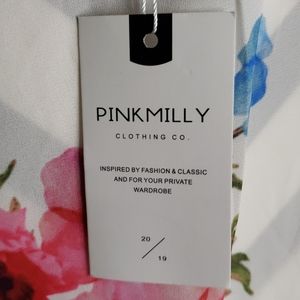 PINKMILLY
CLOTHING CO.
INSPIRED BY FASHION & CLASSIC
AND FOR YOUR PRIVATE
WARDROBE
20
/
19